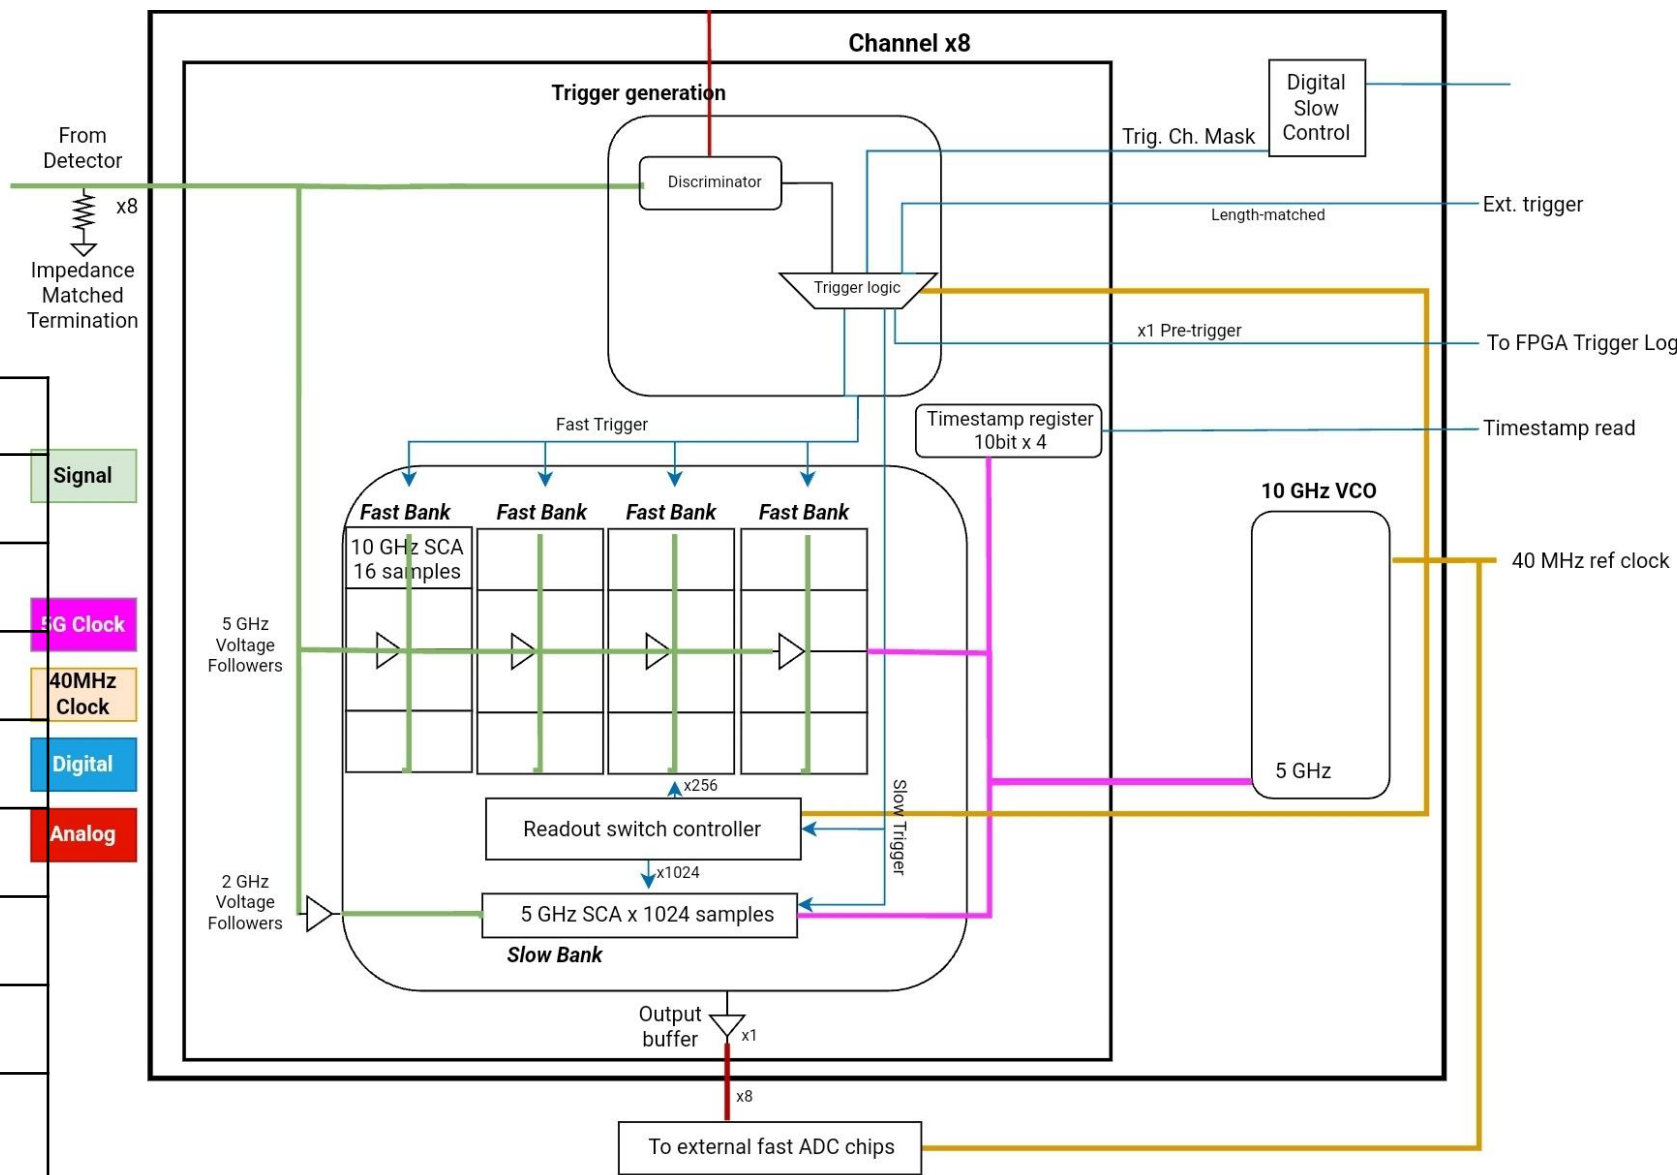 Channel x8
Trigger generation
Digital
Slow
Control
From
Detector
x8
Impedance
Matched
Termination
Discriminator
Trig. Ch. Mask
Ext. trigger
Length-matched
Trigger logic
x1 Pre-trigger
To FPGA Trigger Log
Fast Trigger
Timestamp register
10bit x 4
Timestamp read
Signal
5G Clock
40MHz
Clock
Digital
Analog
Fast Bank
Fast Bank
Fast Bank
Fast Bank
10 GHz SCA
16 samples
10 GHz VCO
40 MHz ref clock
5 GHz
5 GHz
Voltage
Followers
x256
Readout switch controller
Slow Trigger
x1024
2 GHz
Voltage
Followers
5 GHz SCA x 1024 samples
Slow Bank
Output
buffer
x1
x8
To external fast ADC chips